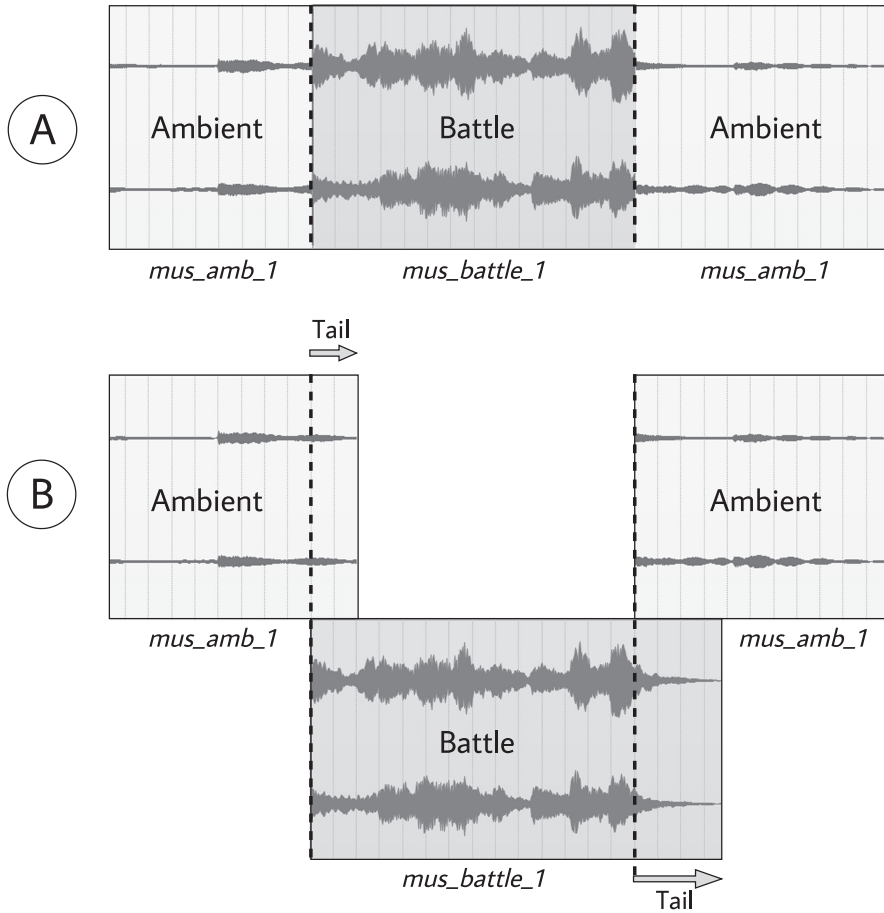 A
Ambient
Battle
Ambient
mus_amb_1
mus_battle_1
mus_amb_1
Tail
B
Ambient
Ambient
mus_amb_1
mus_amb_1
Battle
mus_battle_1
Tail